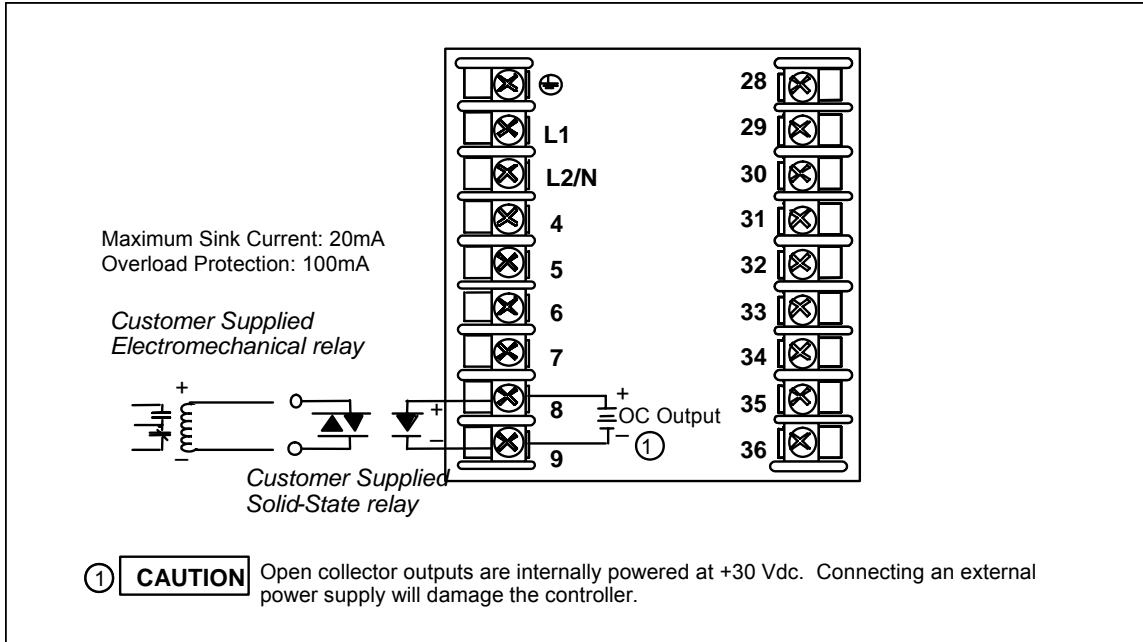 L1
L2/N
4
5
6
7
8
9
28
29
30
31
32
33
34
35
36
Maximum Sink Current: 20mA
Overload Protection: 100mA
Customer Supplied
Electromechanical relay
+
–
+
–
+
OC Output
–
1
Customer Supplied
Solid-State relay
1 CAUTION Open collector outputs are internally powered at +30 Vdc. Connecting an external
power supply will damage the controller.